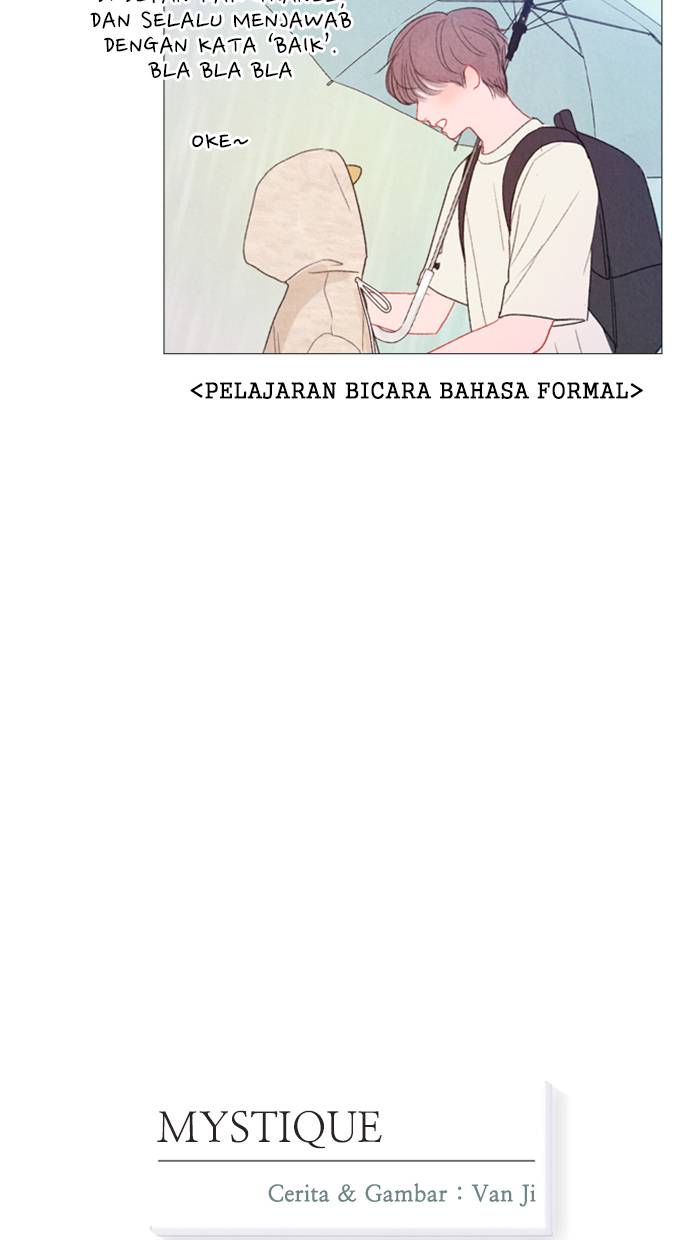 DAN SELALU MENJAWAB
DENGAN KATA 'BAIK'.
BLA BLA BLA
OKE~
<PELAJARAN BICARA BAHASA FORMAL>
MYSTIQUE
Cerita & Gambar : Van Ji